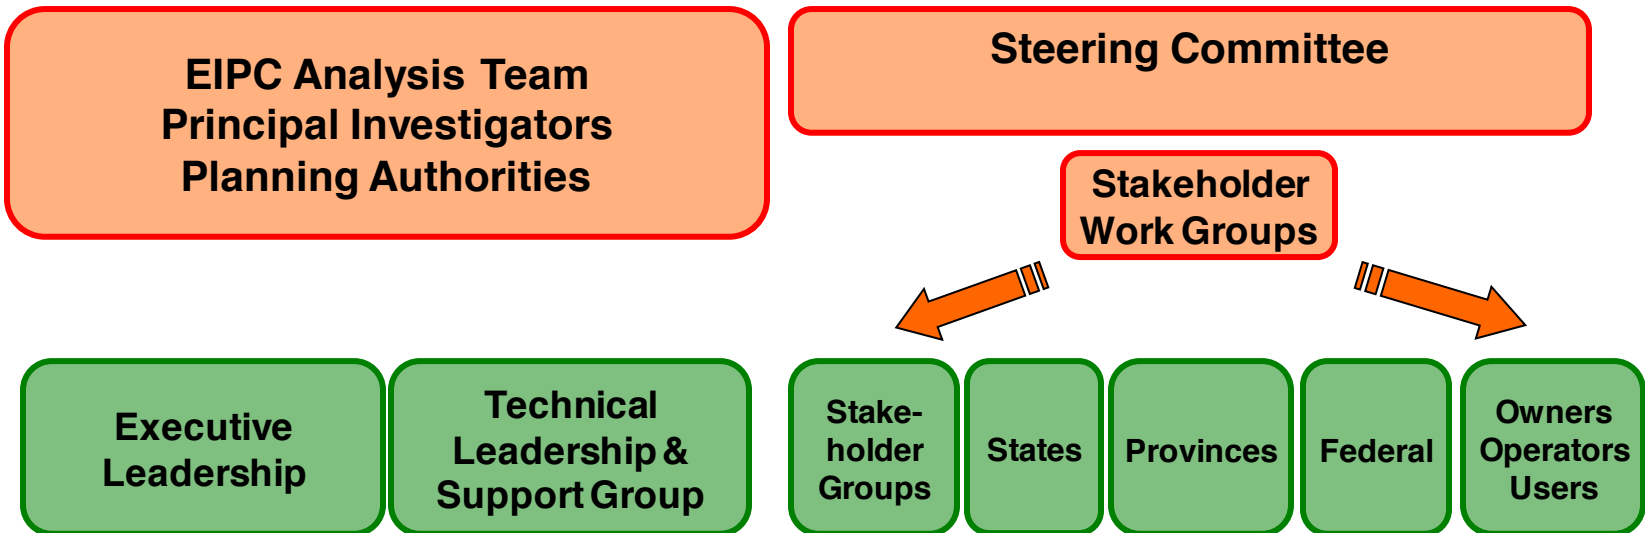 EIPC Analysis Team
Principal Investigators
Planning Authorities
Steering Committee
Stakeholder
Work Groups
Executive
Leadership
Technical
Leadership &
Support Group
Stake-
holder
Groups
States
Provinces
Federal
Owners
Operators
Users